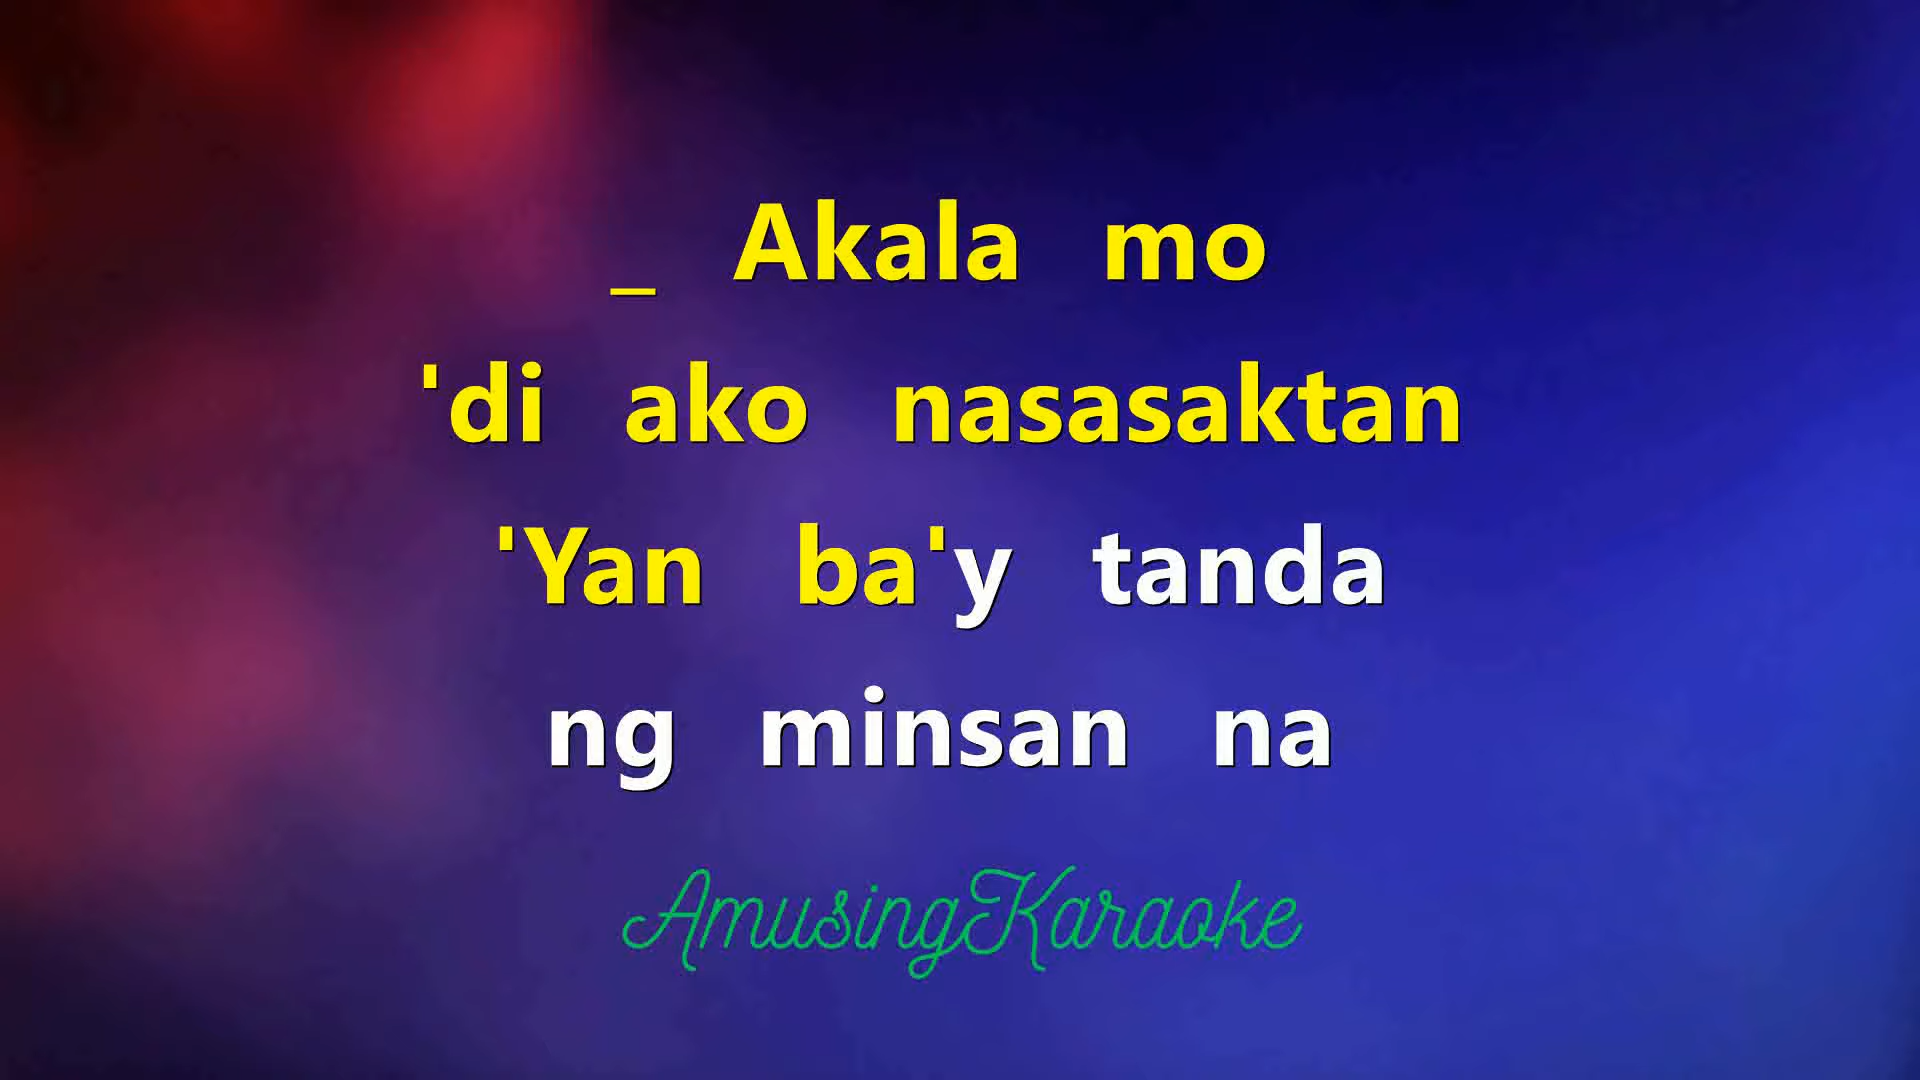 _ Akala mo
'di ako nasasaktan
'Yan ba'y tanda
ng minsan na
AmusingKaraoke